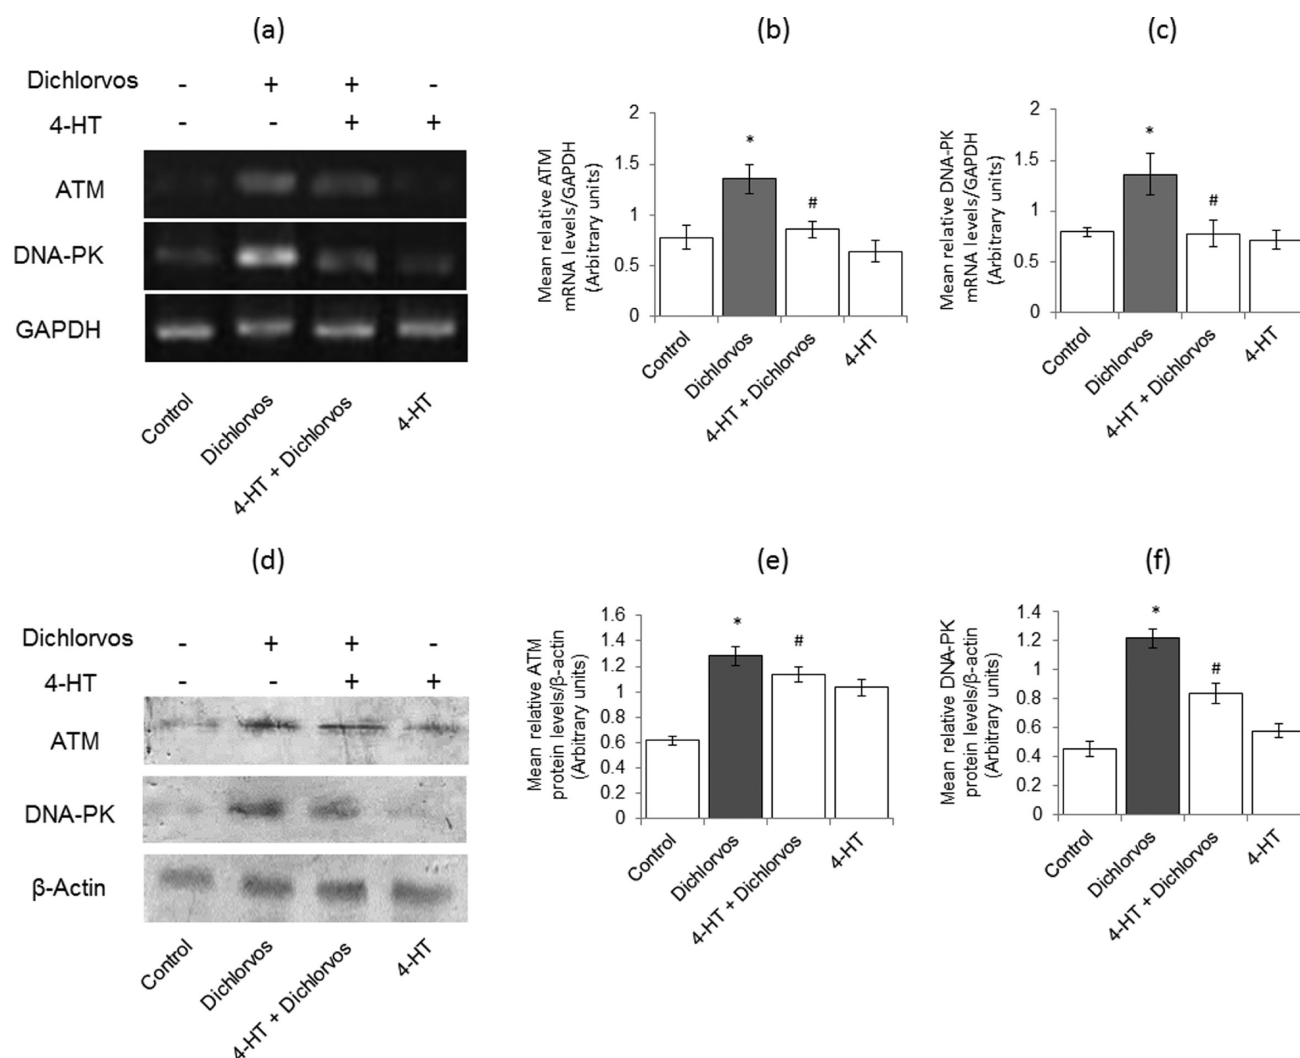 (a)
Dichlorvos - + + -
4-HT - - + +
ATM
DNA-PK
GAPDH
Control
Dichlorvos
4-HT + Dichlorvos
4-HT
(b)
Mean relative ATM
mRNA levels/GAPDH
(Arbitrary units)
2
1.5
1
0.5
0
*
#
Control
Dichlorvos
4-HT + Dichlorvos
4-HT
(c)
Mean relative DNA-PK
mRNA levels/GAPDH
(Arbitrary units)
2
1.5
1
0.5
0
*
#
Control
Dichlorvos
4-HT + Dichlorvos
4-HT
(d)
Dichlorvos - + + -
4-HT - - + +
ATM
DNA-PK
β-Actin
Control
Dichlorvos
4-HT + Dichlorvos
4-HT
(e)
Mean relative ATM
protein levels/β-actin
(Arbitrary units)
1.6
1.4
1.2
1
0.8
0.6
0.4
0.2
0
*
#
Control
Dichlorvos
4-HT + Dichlorvos
4-HT
(f)
Mean relative DNA-PK
protein levels/β-actin
(Arbitrary units)
1.4
1.2
1
0.8
0.6
0.4
0.2
0
*
#
Control
Dichlorvos
4-HT + Dichlorvos
4-HT